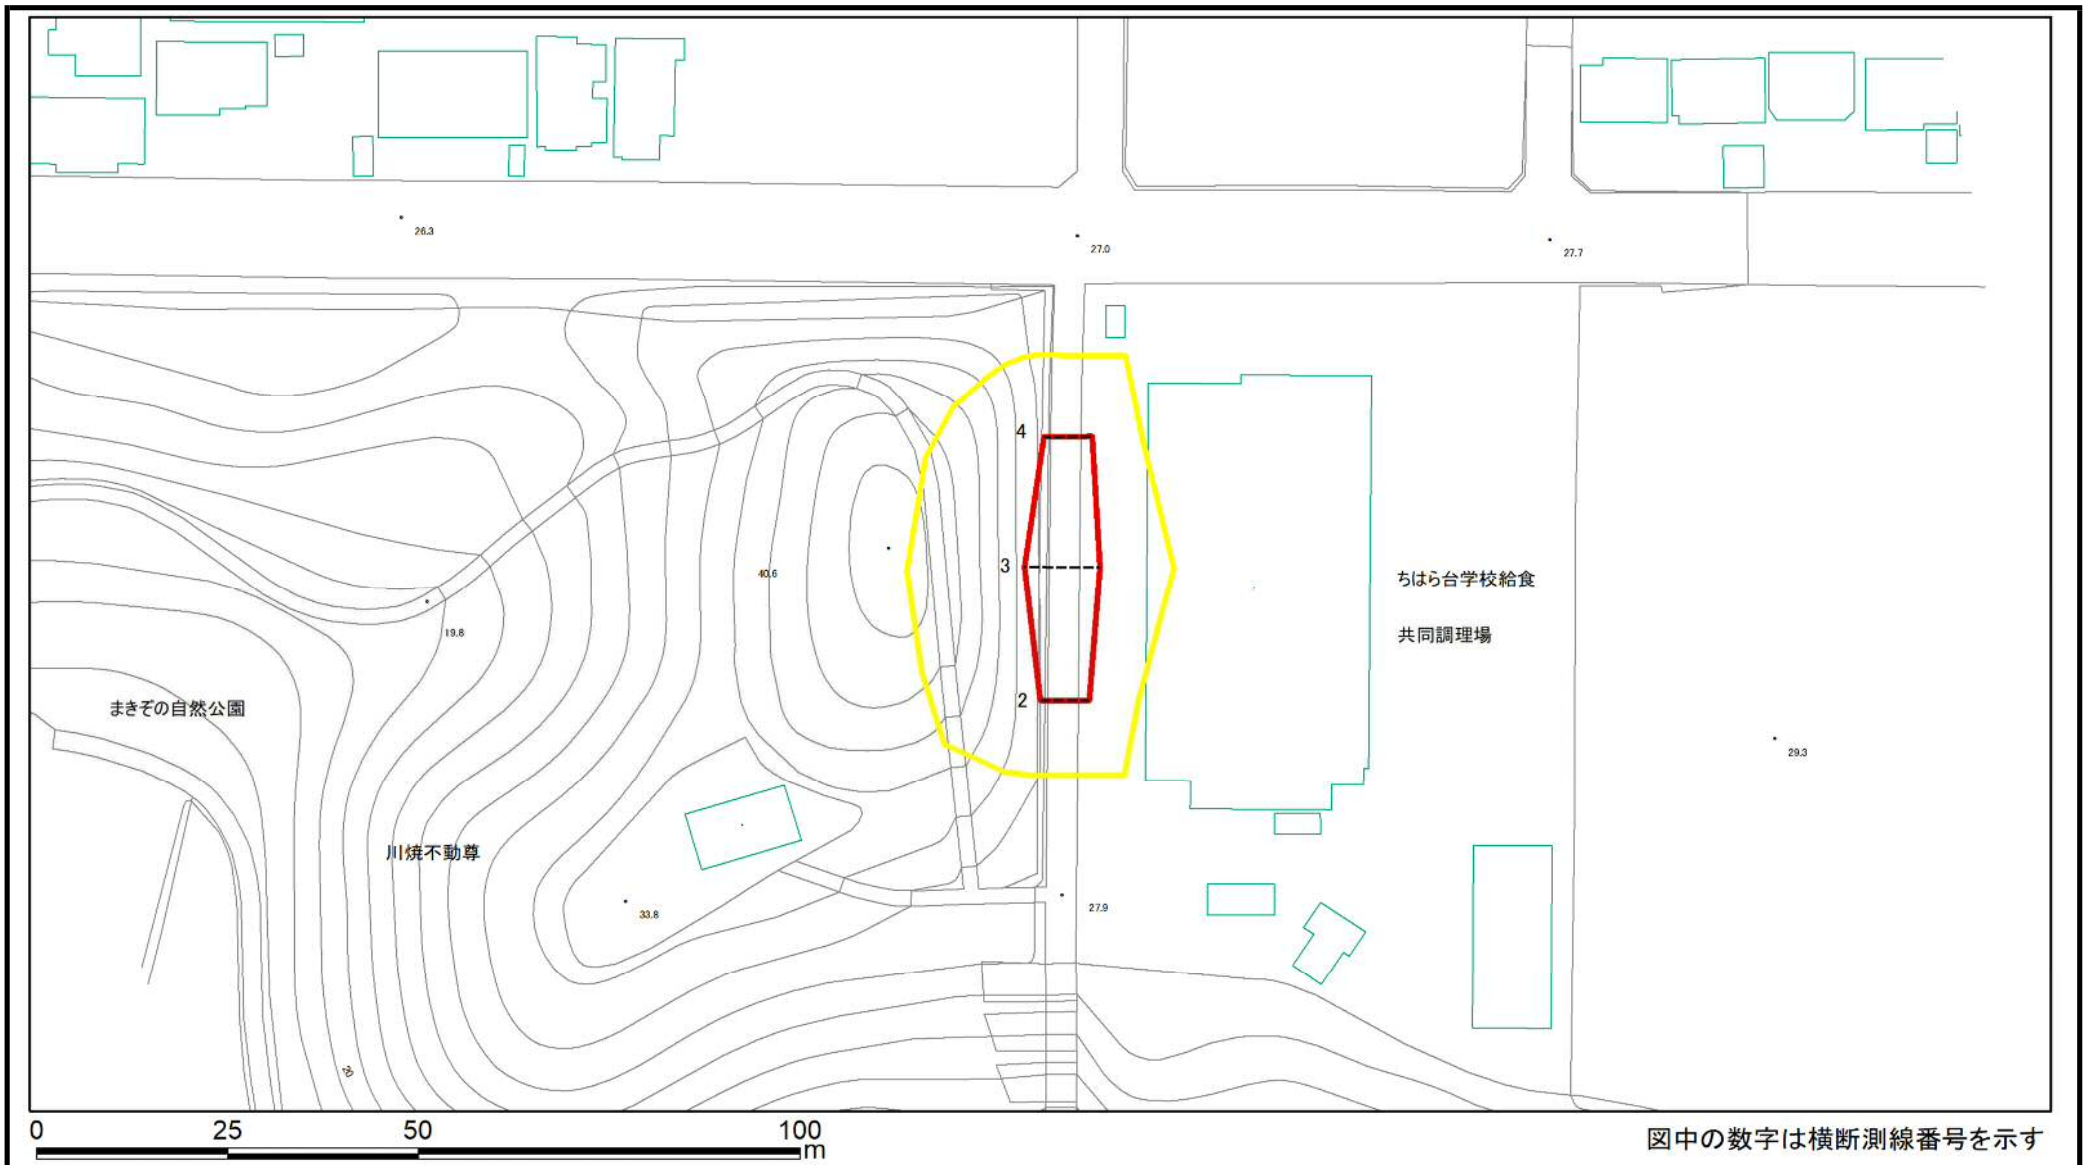 26.3
27.0
27.7
4
3
2
40.6
19.8
ちはら台学校給食
共同調理場
まきぞの自然公園
29.3
川焼不動尊
33.8
27.9
20
0 25 50 100
m
図中の数字は横断測線番号を示す